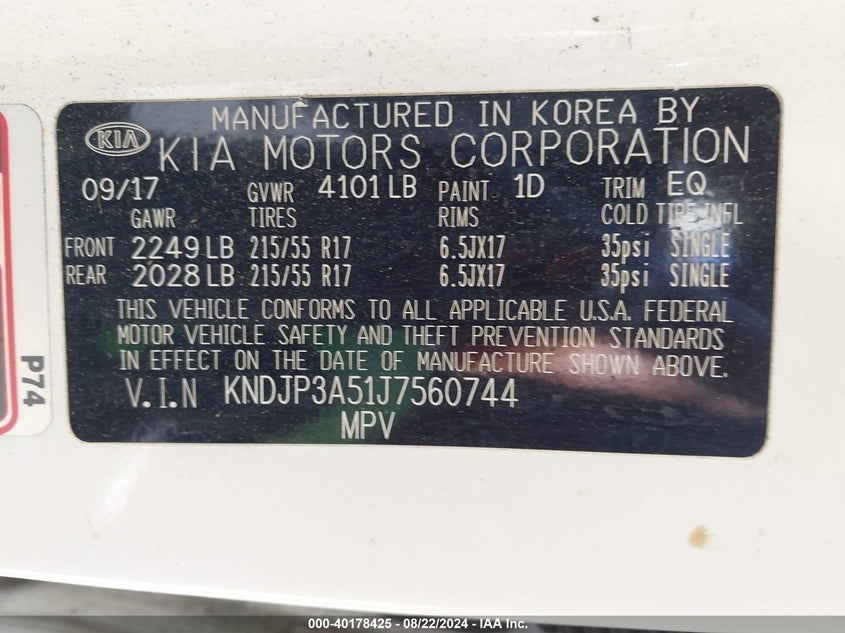 MANUFACTURED IN KOREA BY
KIA KIA MOTORS CORPORATION
09/17 GVWR 4101 LB PAINT 1D TRIM EQ
GAWR TIRES RIMS COLD TIRE INFL
FRONT 2249 LB 215/55 R17 6.5JX17 35psi SINGLE
REAR 2028 LB 215/55 R17 6.5JX17 35psi SINGLE
THIS VEHICLE CONFORMS TO ALL APPLICABLE U.S.A. FEDERAL
MOTOR VEHICLE SAFETY AND THEFT PREVENTION STANDARDS
IN EFFECT ON THE DATE OF MANUFACTURE SHOWN ABOVE.
V.I.N KNDJP3A51J7560744
MPV
P74
000-40178425 - 08/22/2024 - IAA Inc.